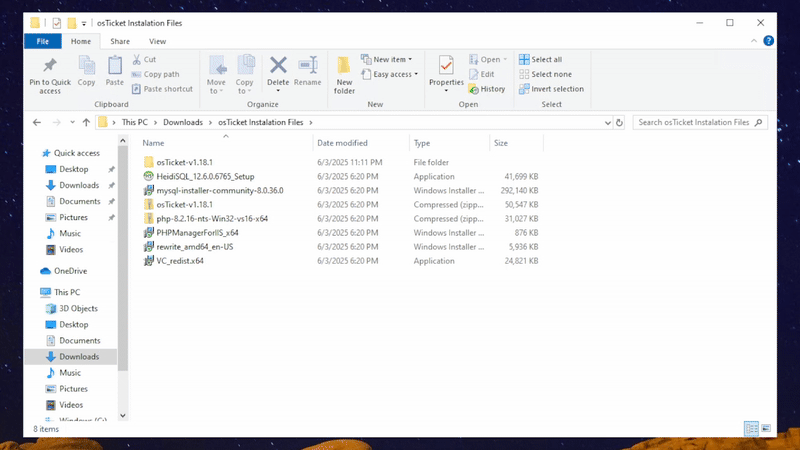 osTicket Instalation Files
File Home Share View
Pin to Quick access
Copy
Paste
Cut
Copy path
Paste shortcut
Clipboard
Move to
Copy to
Delete
Rename
Organize
New folder
New item
Easy access
New
Properties
Open
Edit
History
Open
Select all
Select none
Invert selection
Select
This PC > Downloads > osTicket Instalation Files >
Search osTicket Instalation Files
Name Date modified Type Size
osTicket-v1.18.1 6/3/2025 11:11 PM File folder
HeidiSQL_12.6.0.6765_Setup 6/3/2025 6:20 PM Application 41,699 KB
mysql-installer-community-8.0.36.0 6/3/2025 6:20 PM Windows Installer ... 292,140 KB
osTicket-v1.18.1 6/3/2025 6:20 PM Compressed (zipp... 50,547 KB
php-8.2.16-nts-Win32-vs16-x64 6/3/2025 6:20 PM Compressed (zipp... 31,027 KB
PHPManagerForIIS_x64 6/3/2025 6:20 PM Windows Installer ... 876 KB
rewrite_amd64_en-US 6/3/2025 6:20 PM Windows Installer ... 5,936 KB
VC_redist.x64 6/3/2025 6:20 PM Application 24,821 KB
Quick access
Desktop
Downloads
Documents
Pictures
Music
Videos
OneDrive
This PC
3D Objects
Desktop
Documents
Downloads
Music
Pictures
Videos
Windows (C:)
8 items